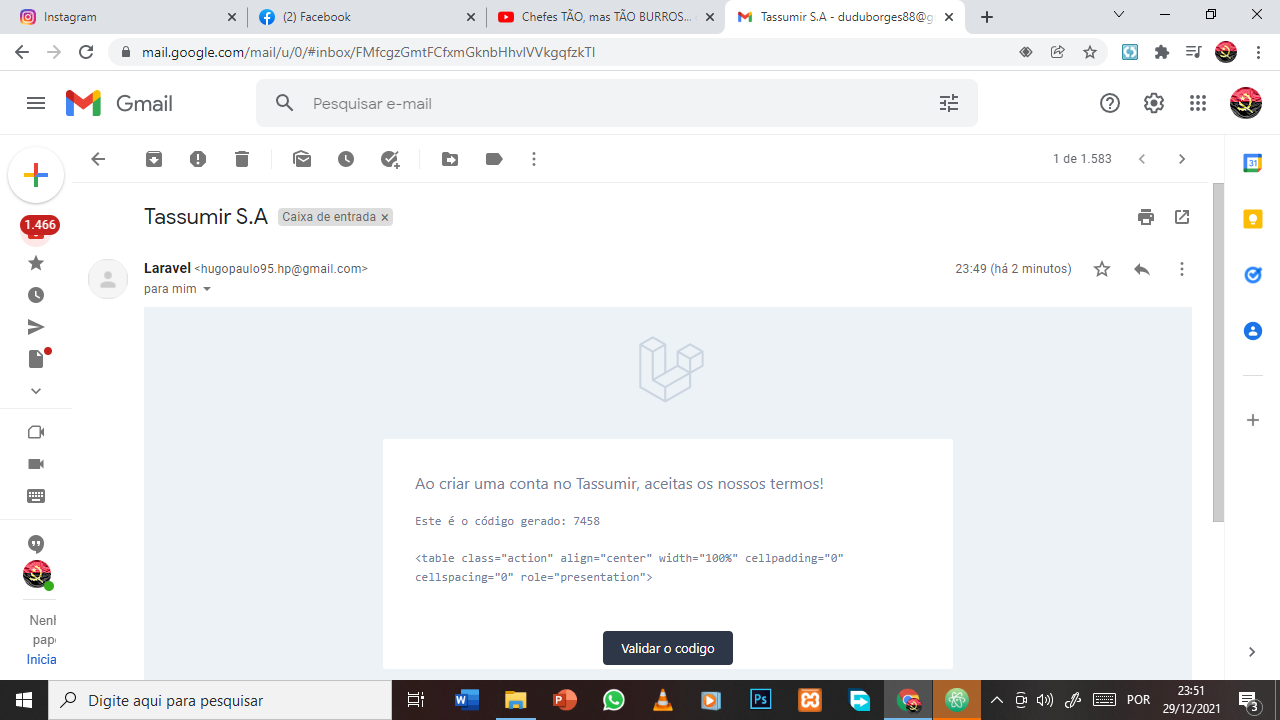 Instagram
(2) Facebook
Chefes TÃO, mas TÃO BURROS...
Tassumir S.A - duduborges88@g
mail.google.com/mail/u/0/#inbox/FMfcgzGmtFCfxmGknbHhvlVVkgqfzkTl
Gmail
Pesquisar e-mail
1 de 1.583
31
1.466
Tassumir S.A
Caixa de entrada ×
Laravel <hugopaulo95.hp@gmail.com>
23:49 (há 2 minutos)
para mim
Ao criar uma conta no Tassumir, aceitas os nossos termos!
Este é o código gerado: 7458
<table class="action" align="center" width="100%" cellpadding="0"
cellspacing="0" role="presentation">
Validar o codigo
Nenh
pape
Inicia
Digite aqui para pesquisar
W
P
Ps
POR
23:51
29/12/2021
3